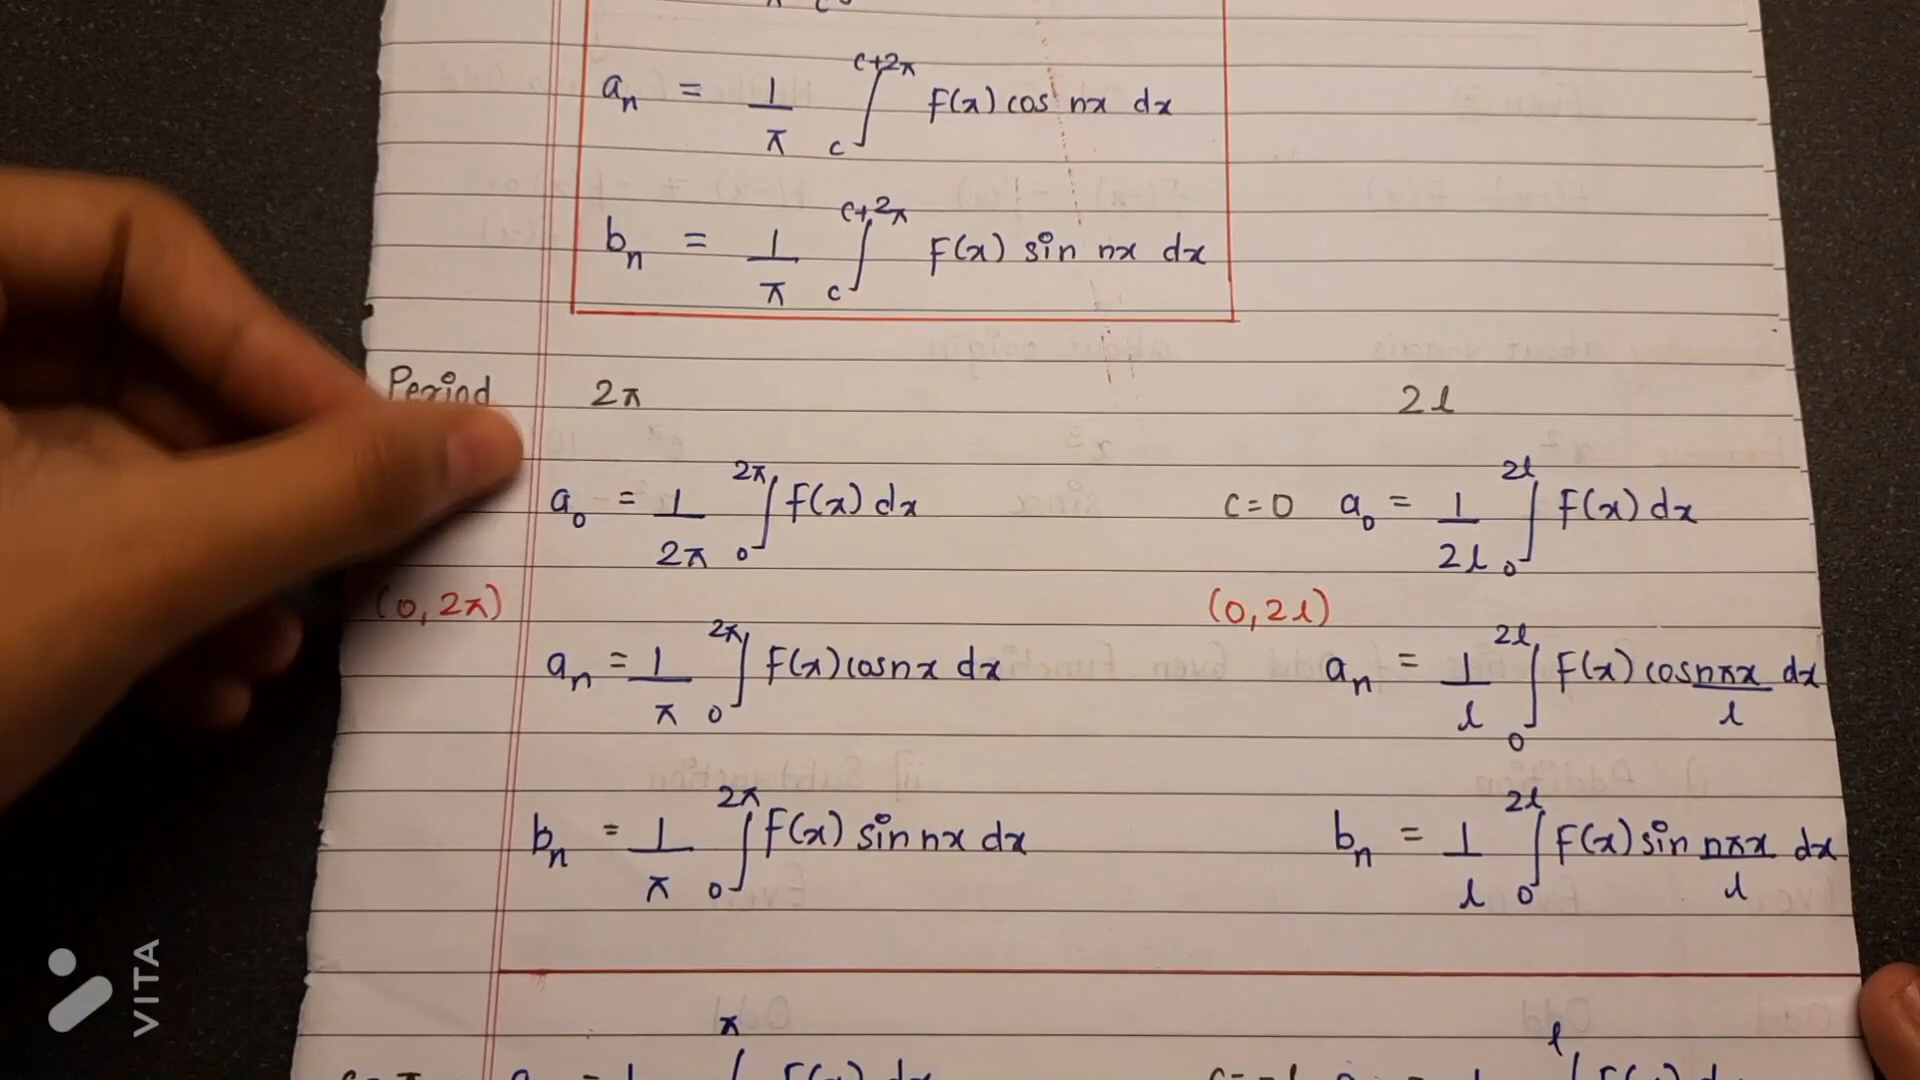 aₙ = 1/π ∫_c^{c+2π} f(x) cos nx dx
bₙ = 1/π ∫_c^{c+2π} f(x) sin nx dx
Period 2π 2l
a₀ = 1/2π ∫_0^{2π} f(x) dx c=0 a₀ = 1/2l ∫_0^{2l} f(x) dx
(0, 2π) (0, 2l)
aₙ = 1/π ∫_0^{2π} f(x) cos nx dx aₙ = 1/l ∫_0^{2l} f(x) cos nπx/l dx
bₙ = 1/π ∫_0^{2π} f(x) sin nx dx bₙ = 1/l ∫_0^{2l} f(x) sin nπx/l dx
VITA